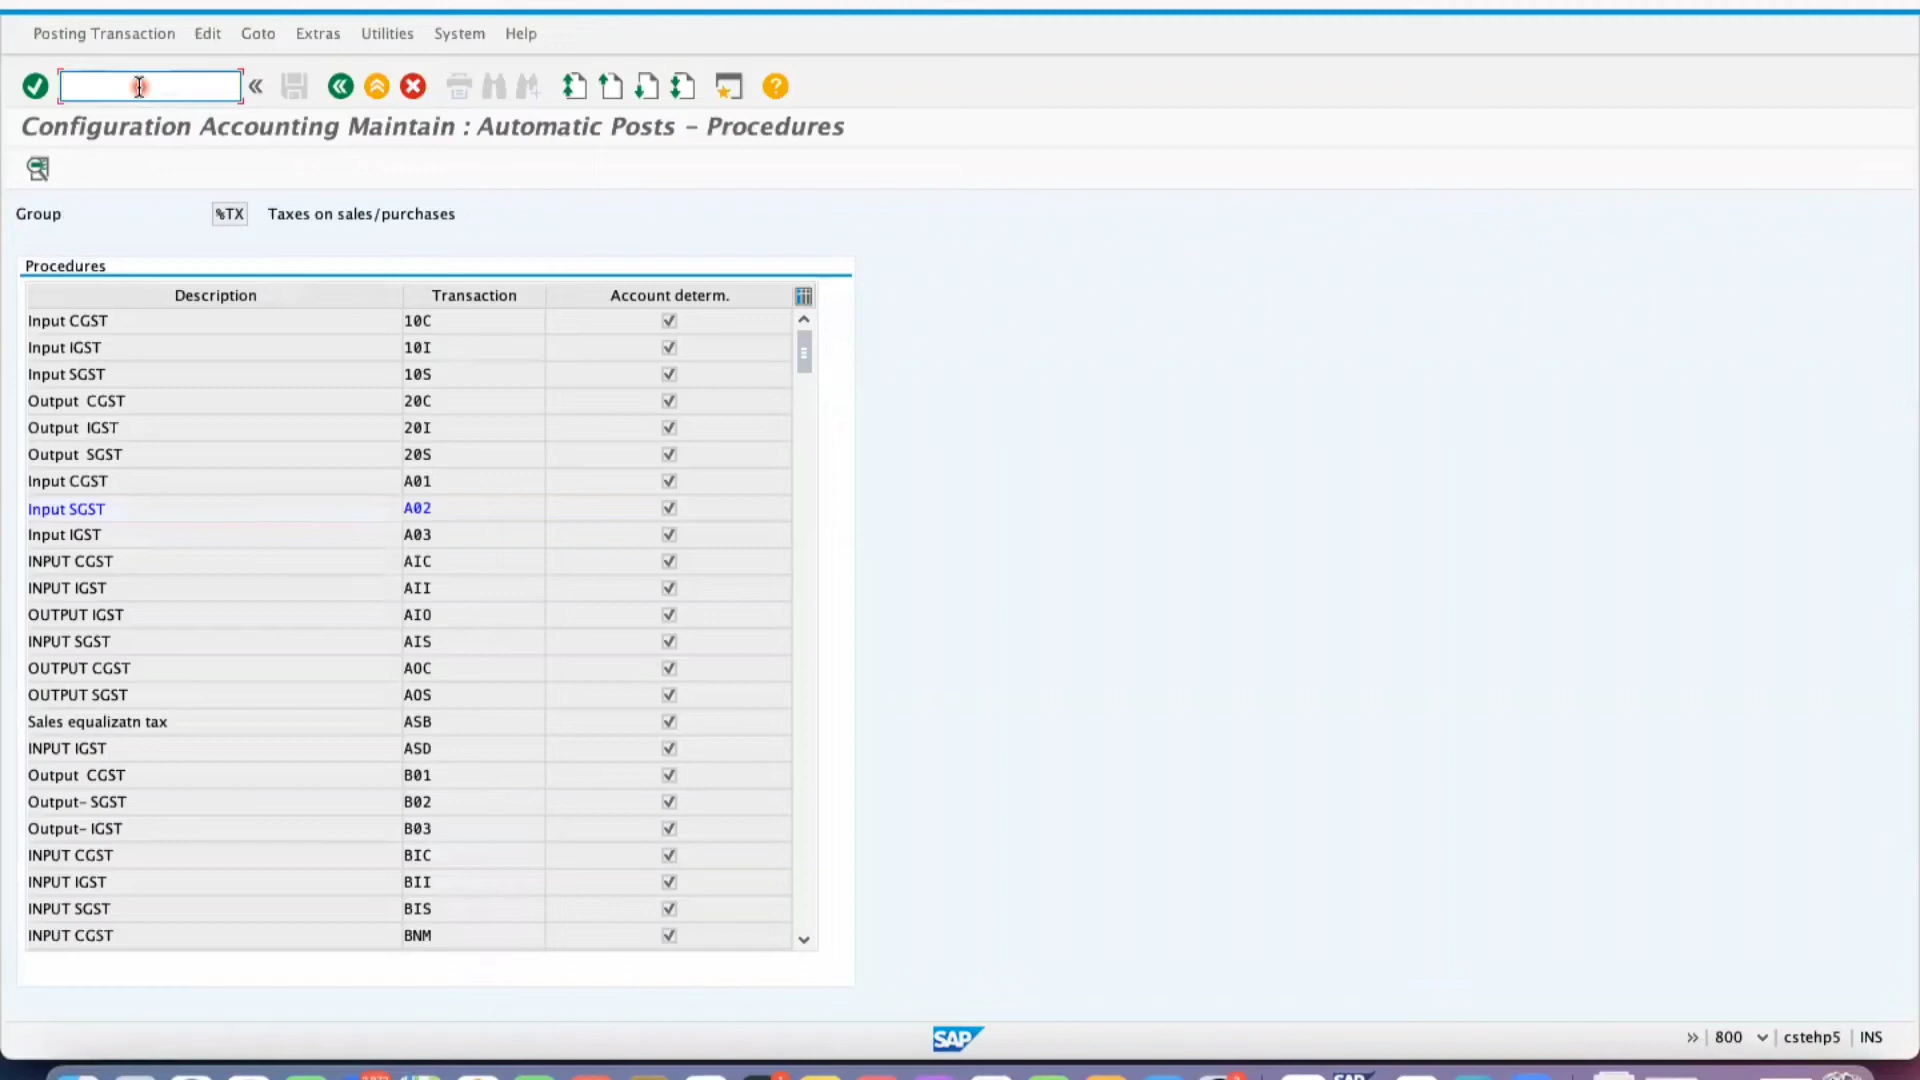 Posting Transaction Edit Goto Extras Utilities System Help
Configuration Accounting Maintain : Automatic Posts - Procedures
Group %TX Taxes on sales/purchases
Procedures
Description Transaction Account determ.
Input CGST 10C
Input IGST 10I
Input SGST 10S
Output CGST 20C
Output IGST 20I
Output SGST 20S
Input CGST A01
Input SGST A02
Input IGST A03
INPUT CGST AIC
INPUT IGST AII
OUTPUT IGST AIO
INPUT SGST AIS
OUTPUT CGST AOC
OUTPUT SGST AOS
Sales equalizatn tax ASB
INPUT IGST ASD
Output CGST B01
Output- SGST B02
Output- IGST B03
INPUT CGST BIC
INPUT IGST BII
INPUT SGST BIS
INPUT CGST BNM
SAP 800 cstehp5 INS